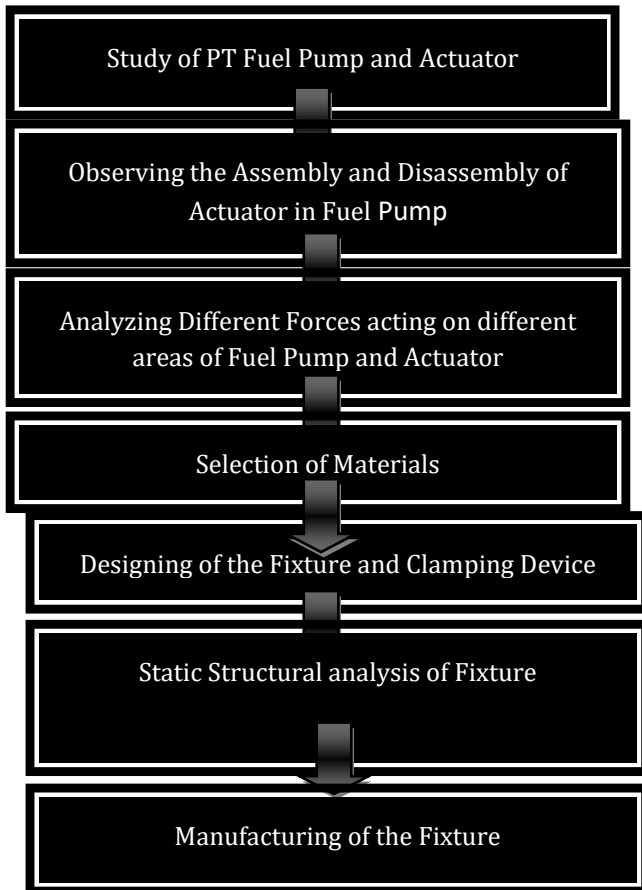 Study of PT Fuel Pump and Actuator
Observing the Assembly and Disassembly of
Actuator in Fuel Pump
Analyzing Different Forces acting on different
areas of Fuel Pump and Actuator
Selection of Materials
Designing of the Fixture and Clamping Device
Static Structural analysis of Fixture
Manufacturing of the Fixture